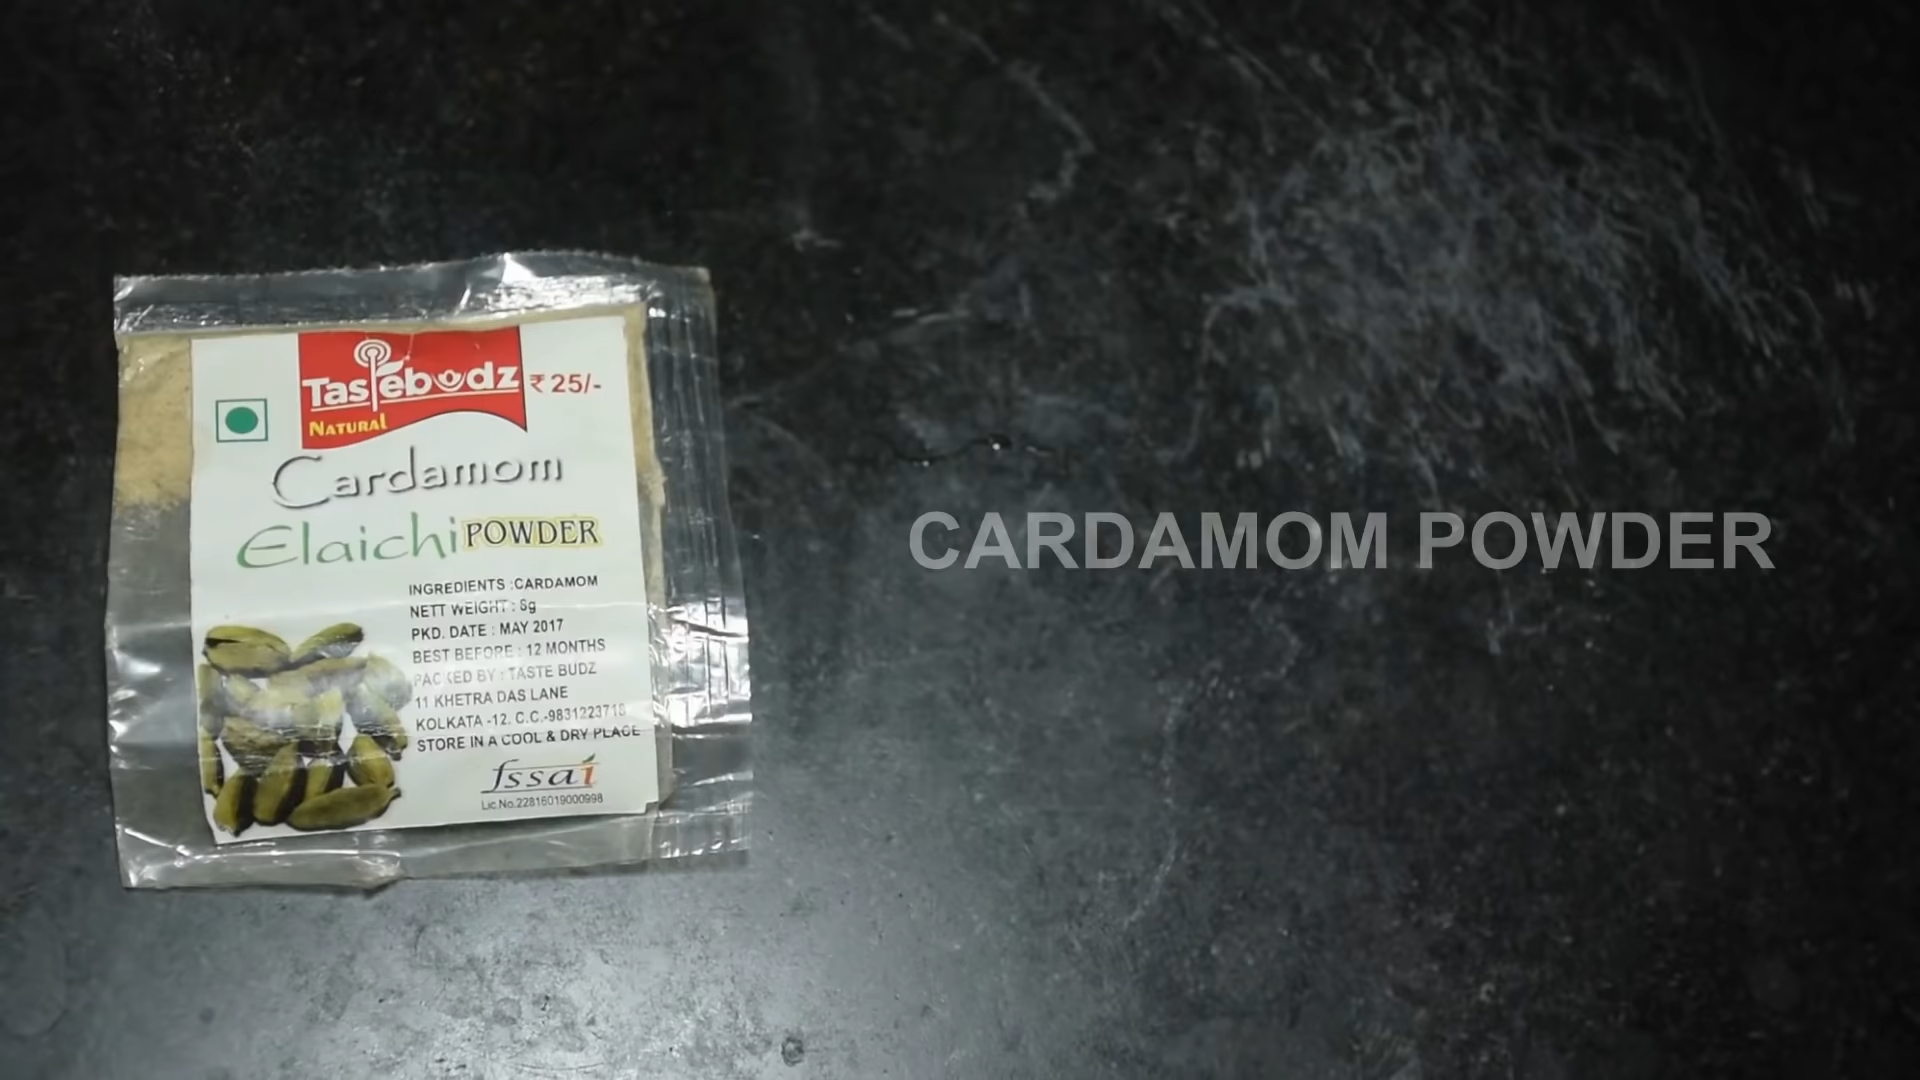 Tastebudz
₹ 25/-
NATURAL
Cardamom
Elaichi POWDER
INGREDIENTS :CARDAMOM
NETT WEIGHT : 8g
PKD. DATE : MAY 2017
BEST BEFORE : 12 MONTHS
PACKED BY : TASTE BUDZ
11 KHETRA DAS LANE
KOLKATA -12. C.C.-9831223718
STORE IN A COOL & DRY PLACE
fssai
Lic.No.22816019000998
CARDAMOM POWDER